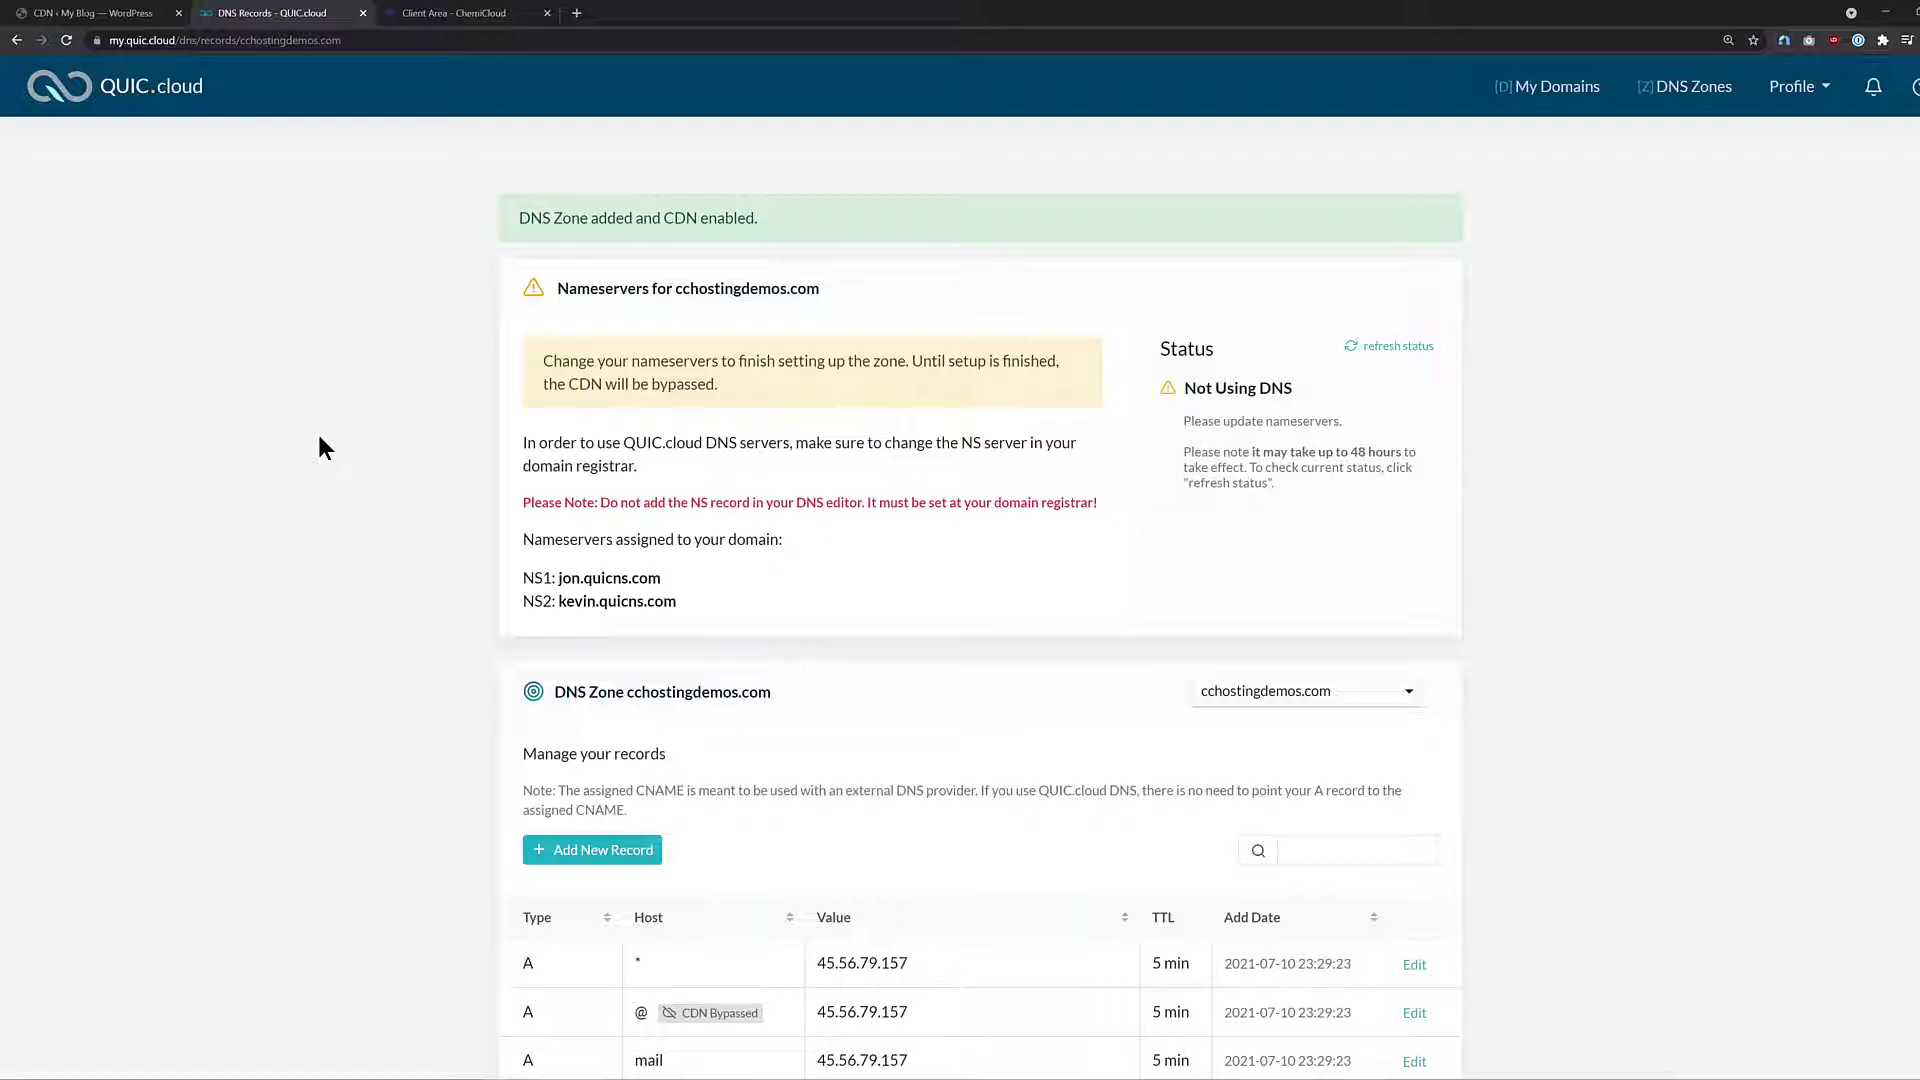 CDN ‹ My Blog — WordPress
DNS Records - QUIC.cloud
Client Area - ChemiCloud
my.quic.cloud/dns/records/cchostingdemos.com
QUIC.cloud
[D] My Domains
[Z] DNS Zones
Profile
DNS Zone added and CDN enabled.
Nameservers for cchostingdemos.com
Change your nameservers to finish setting up the zone. Until setup is finished,
the CDN will be bypassed.
Status
refresh status
Not Using DNS
Please update nameservers.
Please note it may take up to 48 hours to
take effect. To check current status, click
"refresh status".
In order to use QUIC.cloud DNS servers, make sure to change the NS server in your
domain registrar.
Please Note: Do not add the NS record in your DNS editor. It must be set at your domain registrar!
Nameservers assigned to your domain:
NS1: jon.quicns.com
NS2: kevin.quicns.com
DNS Zone cchostingdemos.com
cchostingdemos.com
Manage your records
Note: The assigned CNAME is meant to be used with an external DNS provider. If you use QUIC.cloud DNS, there is no need to point your A record to the
assigned CNAME.
+ Add New Record
Type Host Value TTL Add Date
A * 45.56.79.157 5 min 2021-07-10 23:29:23 Edit
A @ CDN Bypassed 45.56.79.157 5 min 2021-07-10 23:29:23 Edit
A mail 45.56.79.157 5 min 2021-07-10 23:29:23 Edit